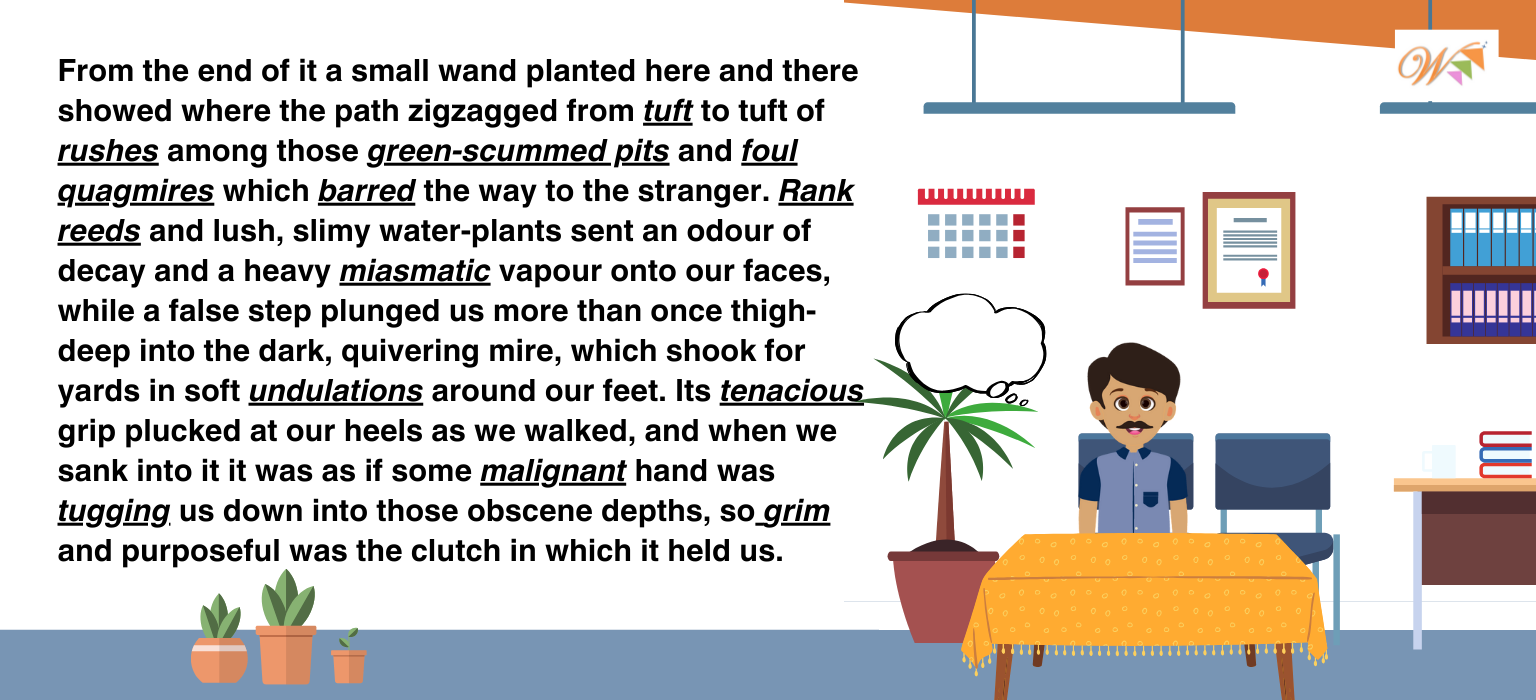 From the end of it a small wand planted here and there
showed where the path zigzagged from tuft to tuft of
rushes among those green-scummed pits and foul
quagmires which barred the way to the stranger. Rank
reeds and lush, slimy water-plants sent an odour of
decay and a heavy miasmatic vapour onto our faces,
while a false step plunged us more than once thigh-
deep into the dark, quivering mire, which shook for
yards in soft undulations around our feet. Its tenacious
grip plucked at our heels as we walked, and when we
sank into it it was as if some malignant hand was
tugging us down into those obscene depths, so grim
and purposeful was the clutch in which it held us.
W